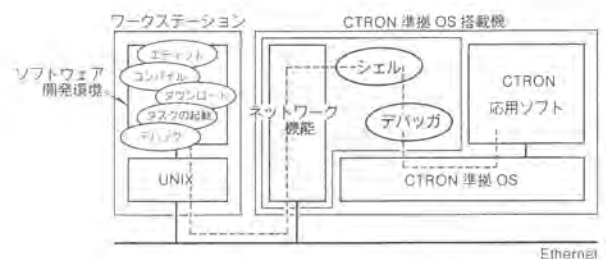 ワークステーション
CTRON 準拠 OS 搭載機
エディット
コンパイル
ダウンロード
タスクの起動
デバッグ
ソフトウェア
開発環境
UNIX
ネットワーク
機能
シェル
デバッガ
CTRON
応用ソフト
CTRON 準拠 OS
Ethernet